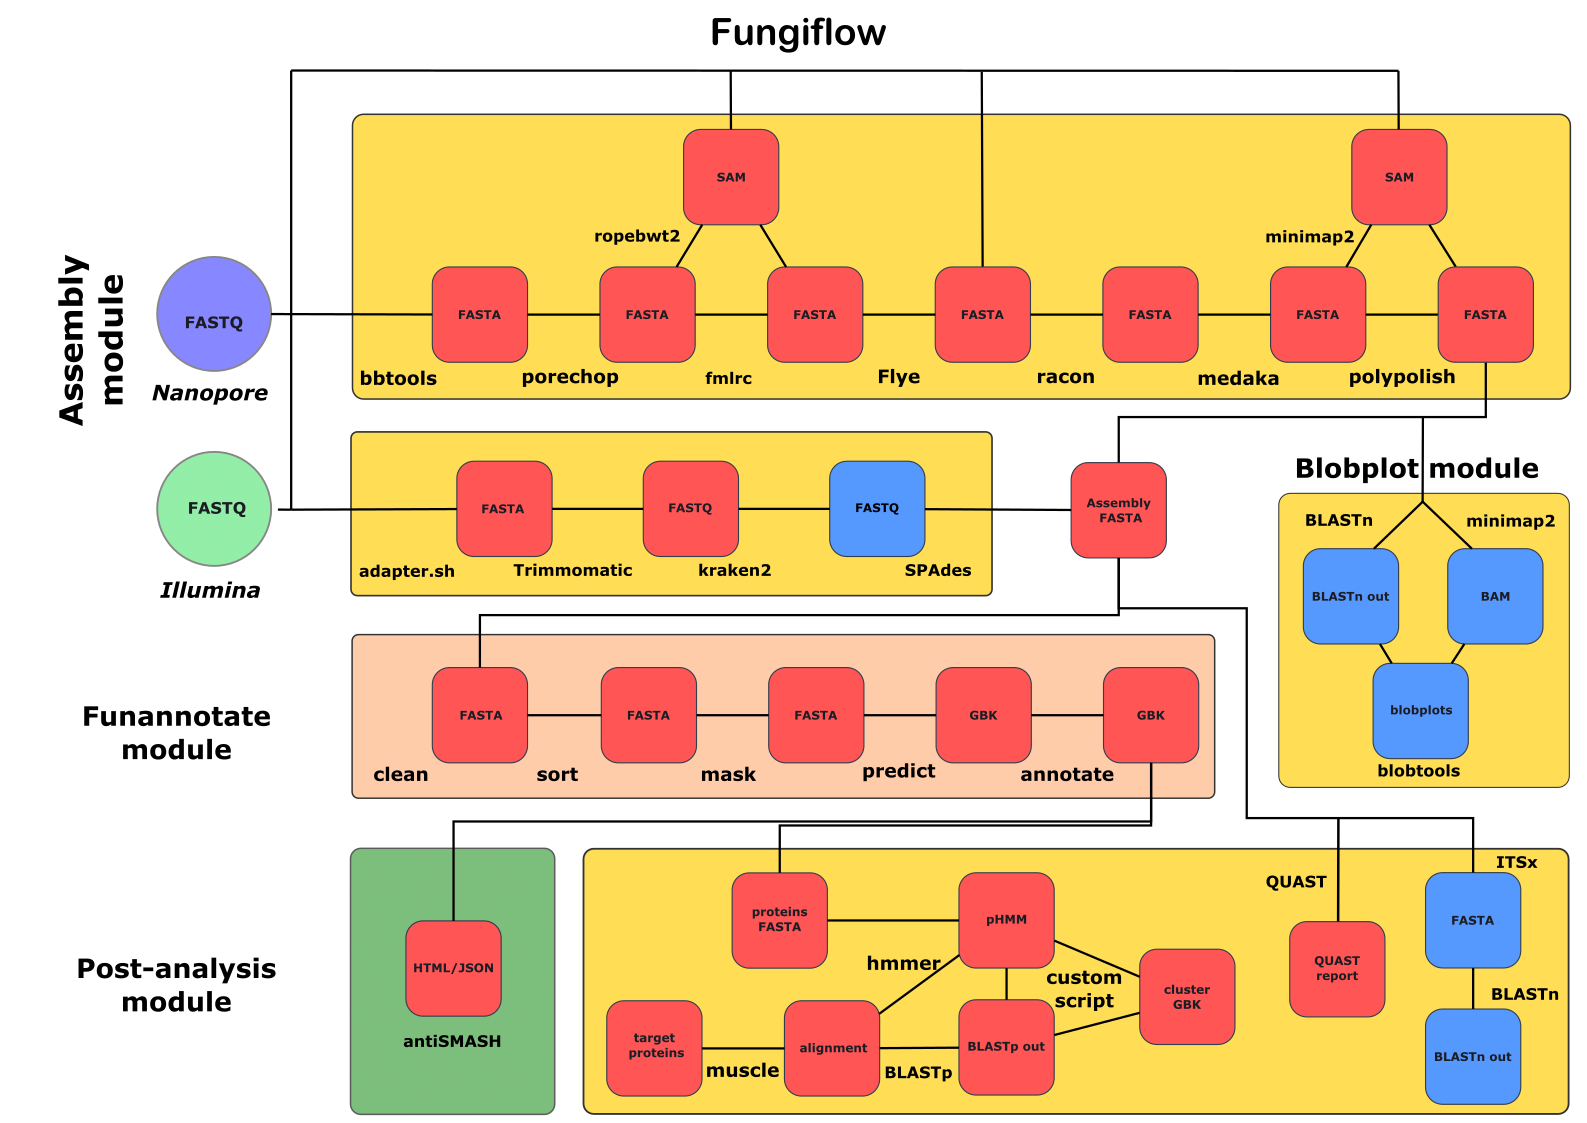 Fungiflow
Assembly
module
SAM
SAM
ropebwt2
minimap2
FASTQ
FASTA
FASTA
FASTA
FASTA
FASTA
FASTA
FASTA
Nanopore
bbtools
porechop
fmlrc
Flye
racon
medaka
polypolish
FASTQ
Illumina
FASTA
FASTQ
FASTQ
Assembly
FASTA
adapter.sh
Trimmomatic
kraken2
SPAdes
Blobplot module
BLASTn
minimap2
BLASTn out
BAM
blobplots
blobtools
Funannotate
module
FASTA
FASTA
FASTA
GBK
GBK
clean
sort
mask
predict
annotate
Post-analysis
module
HTML/JSON
antiSMASH
proteins
FASTA
pHMM
hmmer
custom
script
cluster
GBK
target
proteins
muscle
alignment
BLASTp
BLASTp out
QUAST
QUAST
report
ITSx
FASTA
BLASTn
BLASTn out